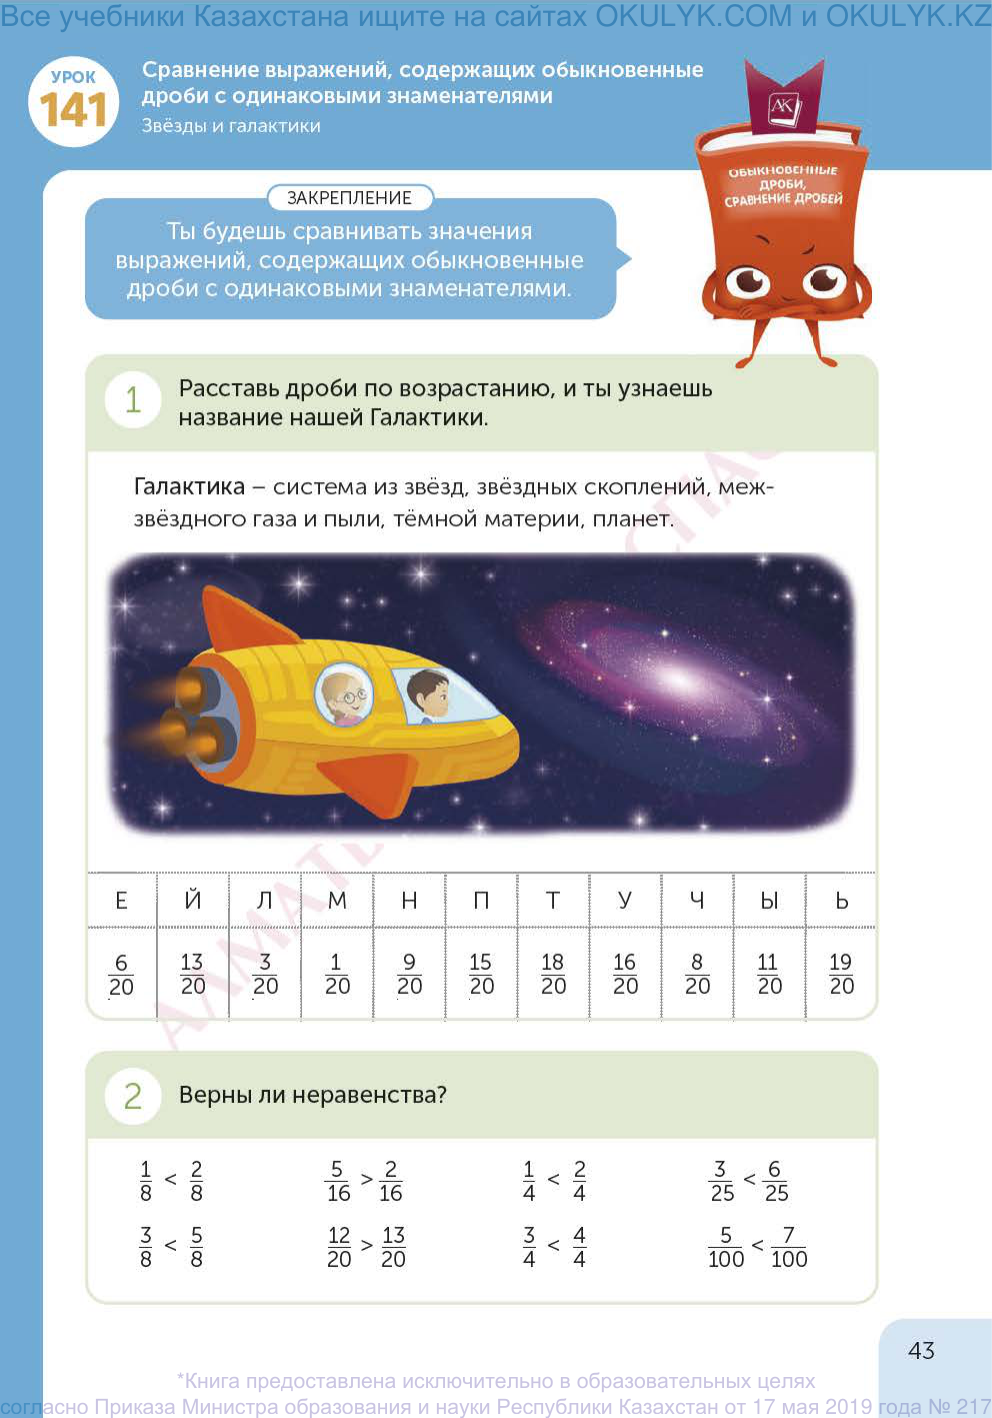 Все учебники Казахстана ищите на сайтах OKULYK.COM и OKULYK.KZ
УРОК
141
Сравнение выражений, содержащих обыкновенные
дроби с одинаковыми знаменателями
Звёзды и галактики
АК
ОБЫКНОВЕННЫЕ
ДРОБИ,
СРАВНЕНИЕ ДРОБЕЙ
ЗАКРЕПЛЕНИЕ
Ты будешь сравнивать значения
выражений, содержащих обыкновенные
дроби с одинаковыми знаменателями.
1
Расставь дроби по возрастанию, и ты узнаешь
название нашей Галактики.
Галактика – система из звёзд, звёздных скоплений, меж-
звёздного газа и пыли, тёмной материи, планет.
Е Й Л М Н П Т У Ч Ы Ь
6/20 13/20 3/20 1/20 9/20 15/20 18/20 16/20 8/20 11/20 19/20
2
Верны ли неравенства?
1/8 < 2/8 5/16 > 2/16 1/4 < 2/4 3/25 < 6/25
3/8 < 5/8 12/20 > 13/20 3/4 < 4/4 5/100 < 7/100
43
*Книга предоставлена исключительно в образовательных целях
согласно Приказа Министра образования и науки Республики Казахстан от 17 мая 2019 года № 217